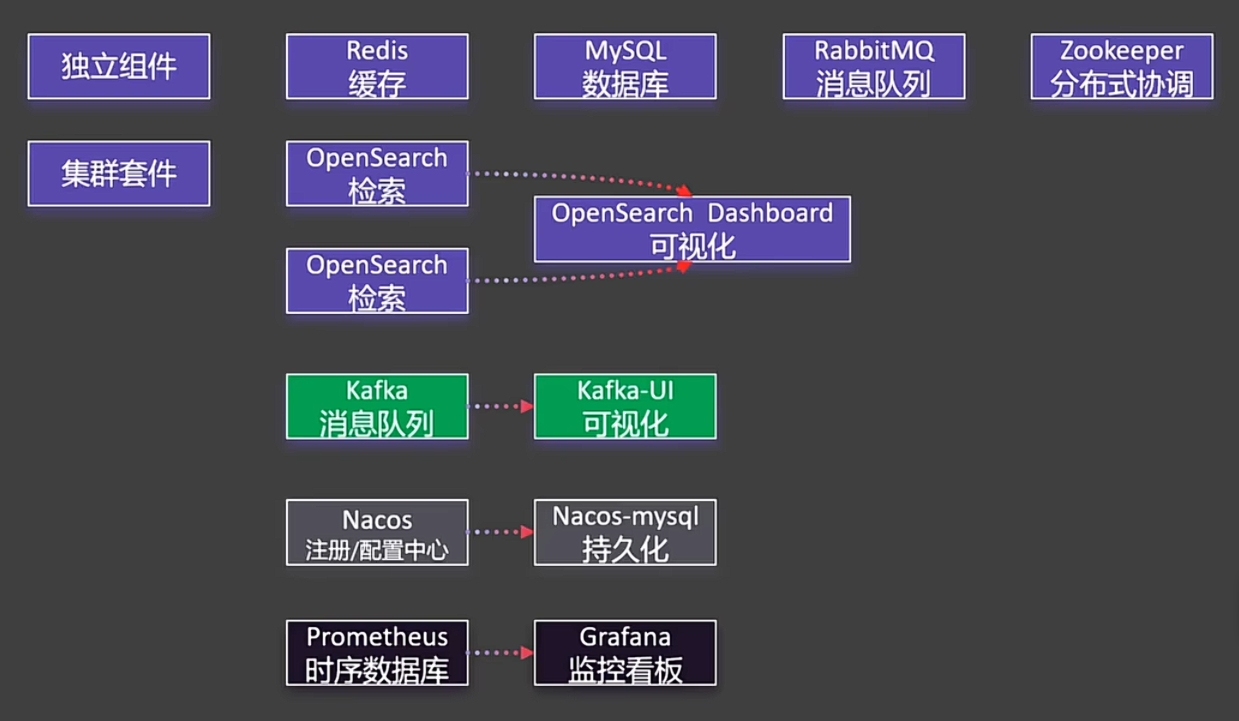 独立组件
Redis
缓存
MySQL
数据库
RabbitMQ
消息队列
Zookeeper
分布式协调
集群套件
OpenSearch
检索
OpenSearch Dashboard
可视化
OpenSearch
检索
Kafka
消息队列
Kafka-UI
可视化
Nacos
注册/配置中心
Nacos-mysql
持久化
Prometheus
时序数据库
Grafana
监控看板